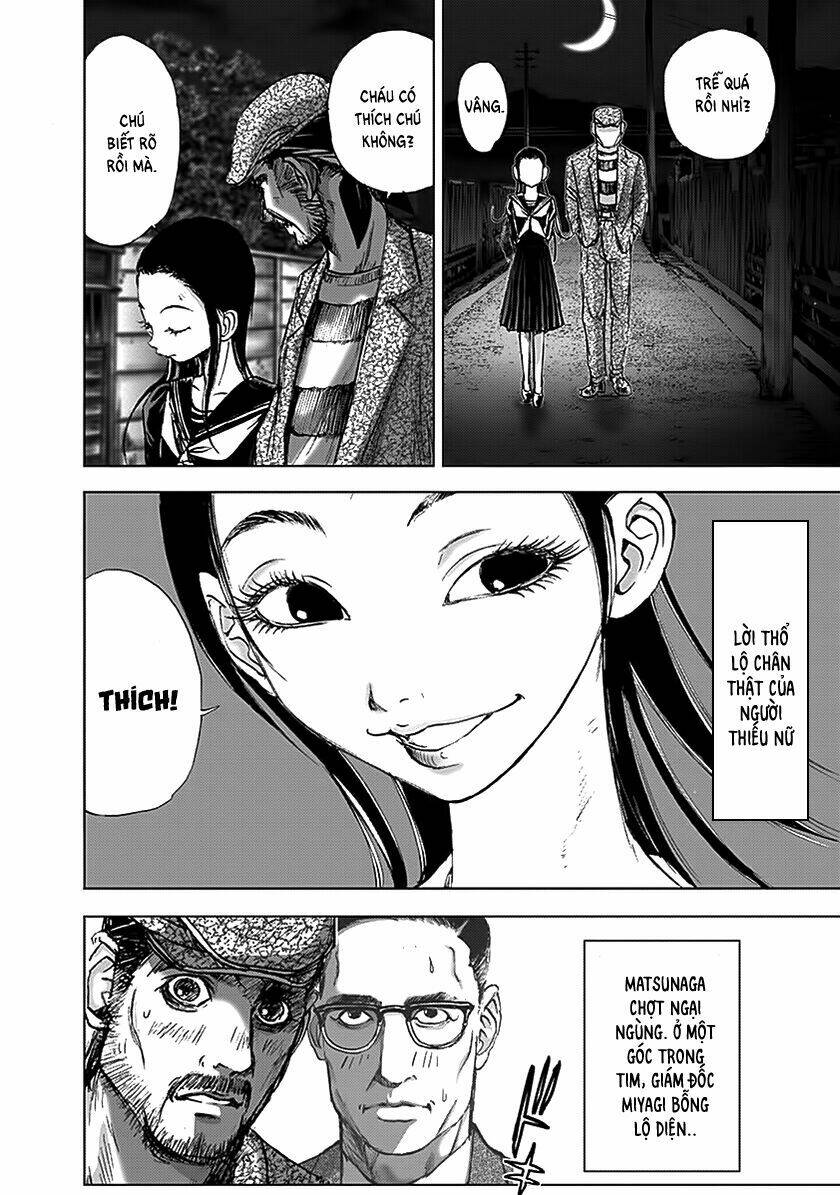 TRỄ QUÁ
RỒI NHỈ?
VÂNG.
CHÁU CÓ
THÍCH CHÚ
KHÔNG?
CHÚ
BIẾT RÕ
RỒI MÀ.
LỜI THỔ
LỘ CHÂN
THẬT CỦA
NGƯỜI
THIẾU NỮ
THÍCH!
MATSUNAGA
CHỢT NGẠI
NGÙNG. Ở MỘT
GÓC TRONG
TIM, GIÁM ĐỐC
MIYAGI BỖNG
LỘ DIỆN..